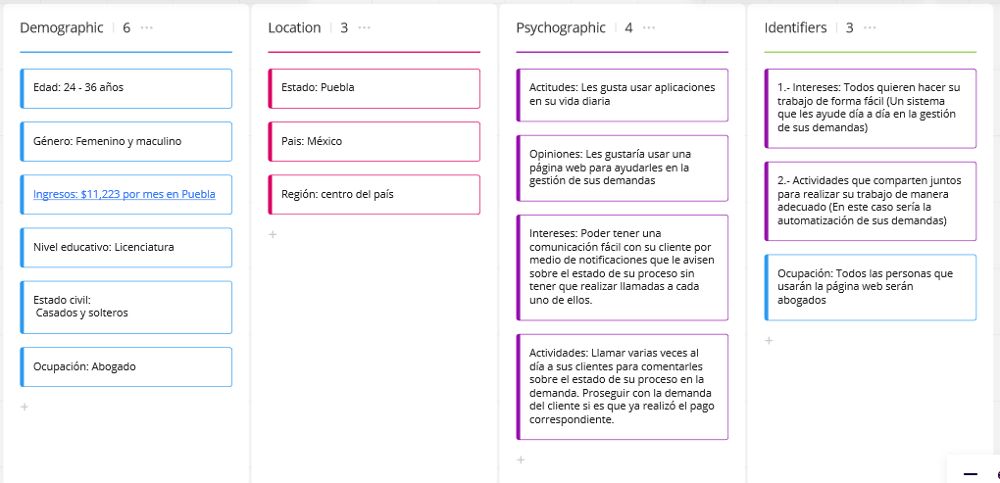 Demographic 6 ...
Edad: 24 - 36 años
Género: Femenino y maculino
Ingresos: $11,223 por mes en Puebla
Nivel educativo: Licenciatura
Estado civil:
Casados y solteros
Ocupación: Abogado
+
Location 3 ...
Estado: Puebla
Pais: México
Región: centro del país
+
Psychographic 4 ...
Actitudes: Les gusta usar aplicaciones
en su vida diaria
Opiniones: Les gustaría usar una
página web para ayudarles en la
gestión de sus demandas
Intereses: Poder tener una
comunicación fácil con su cliente por
medio de notificaciones que le avisen
sobre el estado de su proceso sin
tener que realizar llamadas a cada
uno de ellos.
Actividades: Llamar varias veces al
día a sus clientes para comentarles
sobre el estado de su proceso en la
demanda. Proseguir con la demanda
del cliente si es que ya realizó el pago
correspondiente.
+
Identifiers 3 ...
1.- Intereses: Todos quieren hacer su
trabajo de forma fácil (Un sistema
que les ayude día a día en la gestión
de sus demandas)
2.- Actividades que comparten juntos
para realizar su trabajo de manera
adecuado (En este caso sería la
automatización de sus demandas)
Ocupación: Todos las personas que
usarán la página web serán
abogados
+